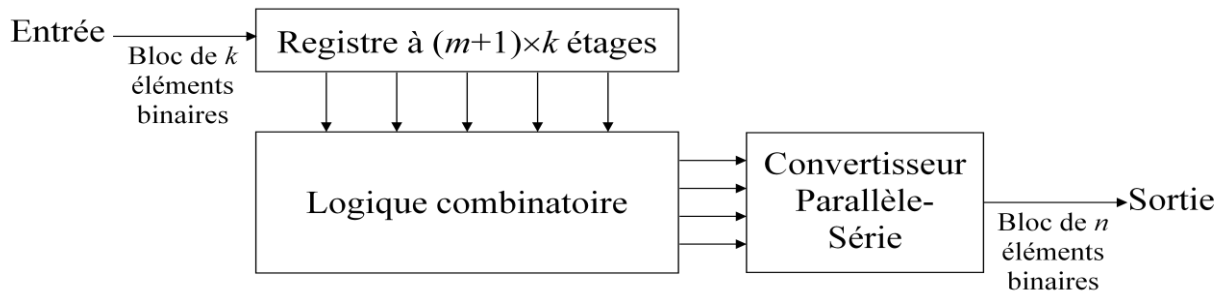 Entrée
Bloc de k
éléments
binaires
Registre à (m+1)×k étages
Logique combinatoire
Convertisseur
Parallèle-
Série
Sortie
Bloc de n
éléments
binaires